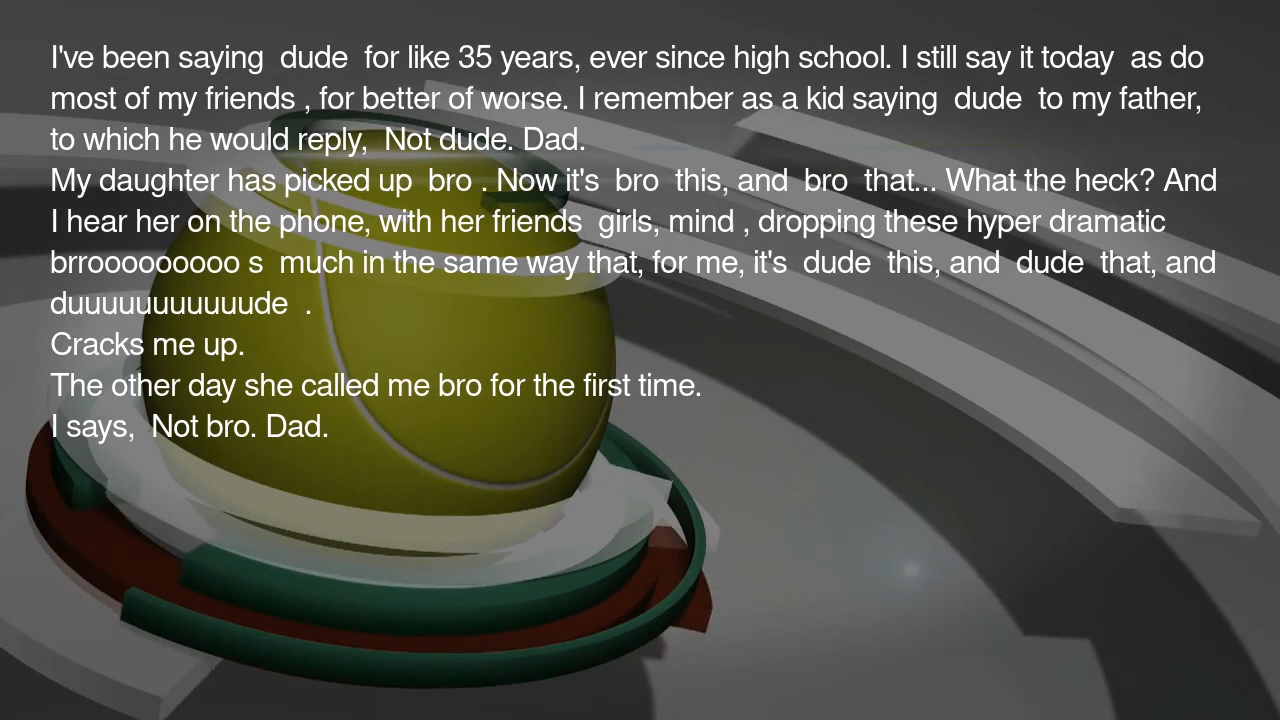 I've been saying  dude  for like 35 years, ever since high school. I still say it today  as do
most of my friends , for better of worse. I remember as a kid saying  dude  to my father,
to which he would reply,  Not dude. Dad.
My daughter has picked up  bro . Now it's  bro  this, and  bro  that... What the heck? And
I hear her on the phone, with her friends  girls, mind , dropping these hyper dramatic
brrooooooooo s  much in the same way that, for me, it's  dude  this, and  dude  that, and
duuuuuuuuuuude  .
Cracks me up.
The other day she called me bro for the first time.
I says,  Not bro. Dad.